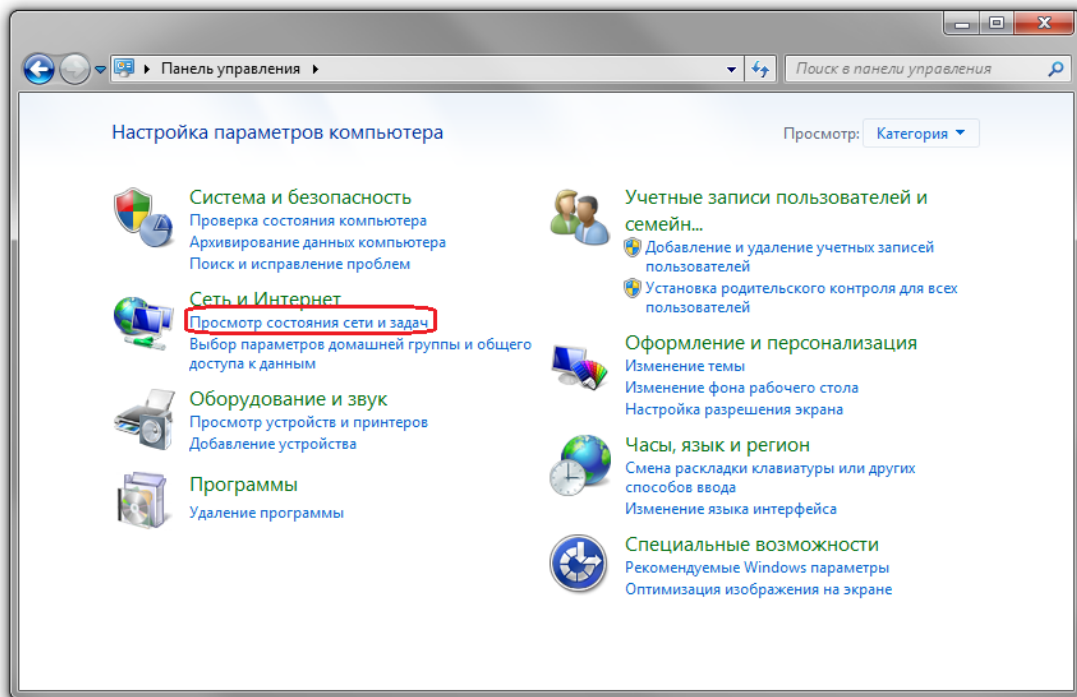 Панель управления
Поиск в панели управления
Настройка параметров компьютера
Просмотр: Категория
Система и безопасность
Проверка состояния компьютера
Архивирование данных компьютера
Поиск и исправление проблем
Сеть и Интернет
Просмотр состояния сети и задач
Выбор параметров домашней группы и общего
доступа к данным
Оборудование и звук
Просмотр устройств и принтеров
Добавление устройства
Программы
Удаление программы
Учетные записи пользователей и
семейн...
Добавление и удаление учетных записей
пользователей
Установка родительского контроля для всех
пользователей
Оформление и персонализация
Изменение темы
Изменение фона рабочего стола
Настройка разрешения экрана
Часы, язык и регион
Смена раскладки клавиатуры или других
способов ввода
Изменение языка интерфейса
Специальные возможности
Рекомендуемые Windows параметры
Оптимизация изображения на экране